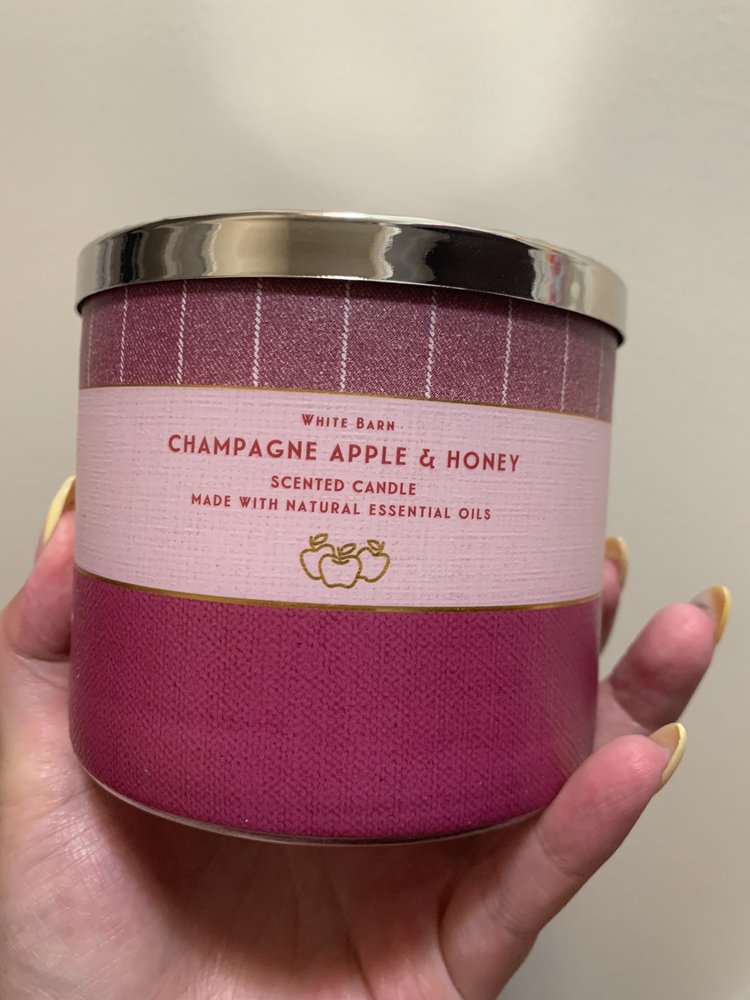 WHITE BARN
CHAMPAGNE APPLE & HONEY
SCENTED CANDLE
MADE WITH NATURAL ESSENTIAL OILS